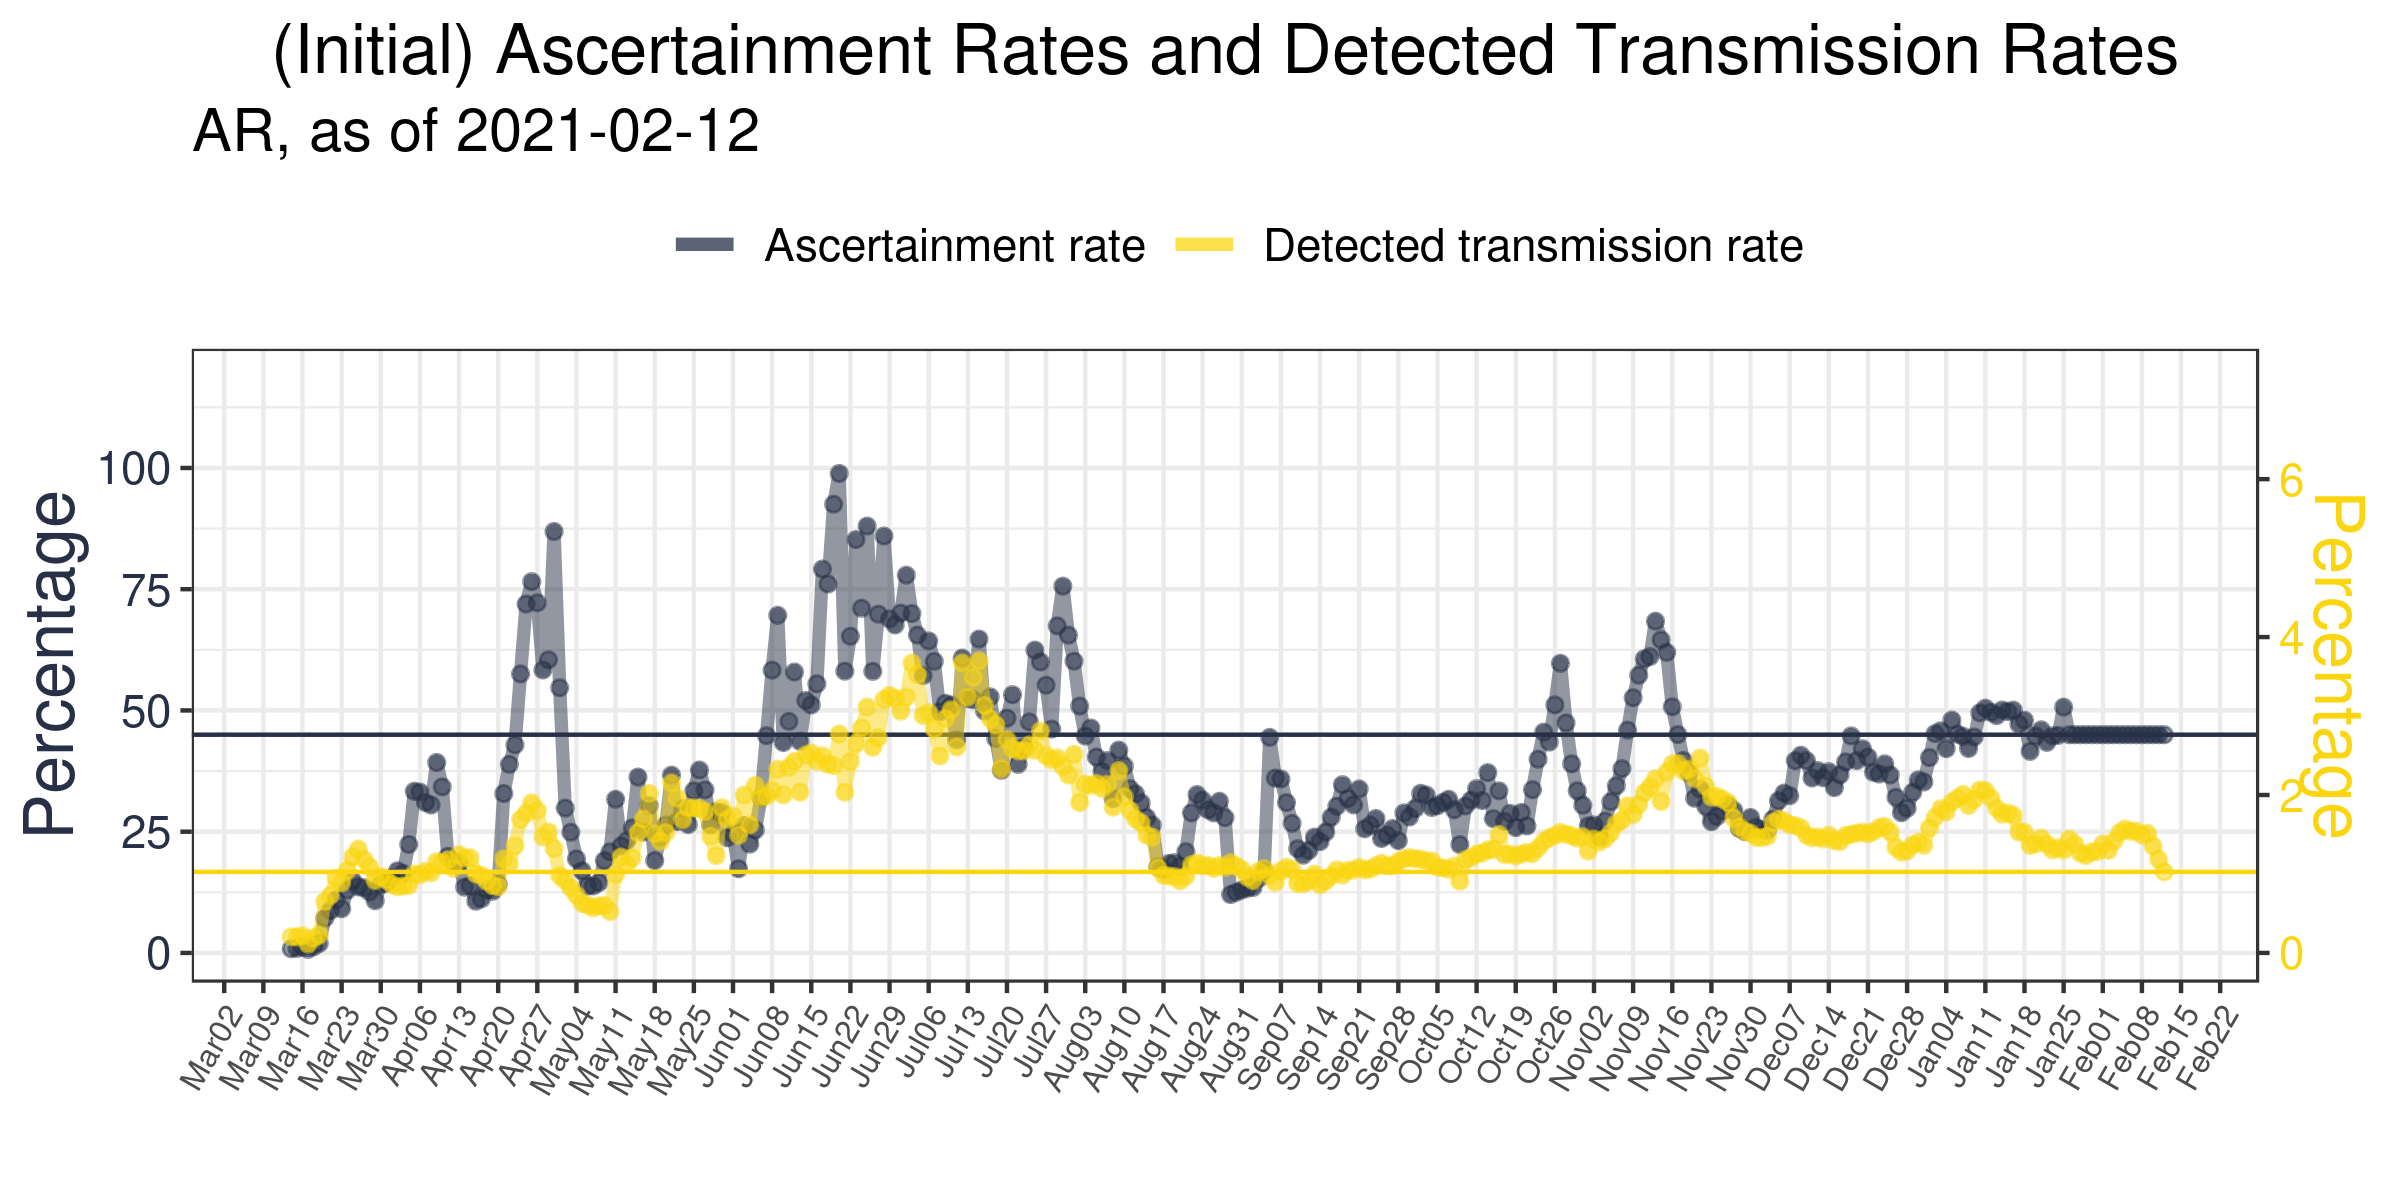 (Initial) Ascertainment Rates and Detected Transmission Rates
AR, as of 2021-02-12
Ascertainment rate
Detected transmission rate
Percentage
100
75
50
25
0
6
4
2
0
Percentage
Mar02
Mar09
Mar16
Mar23
Mar30
Apr06
Apr13
Apr20
Apr27
May04
May11
May18
May25
Jun01
Jun08
Jun15
Jun22
Jun29
Jul06
Jul13
Jul20
Jul27
Aug03
Aug10
Aug17
Aug24
Aug31
Sep07
Sep14
Sep21
Sep28
Oct05
Oct12
Oct19
Oct26
Nov02
Nov09
Nov16
Nov23
Nov30
Dec07
Dec14
Dec21
Dec28
Jan04
Jan11
Jan18
Jan25
Feb01
Feb08
Feb15
Feb22